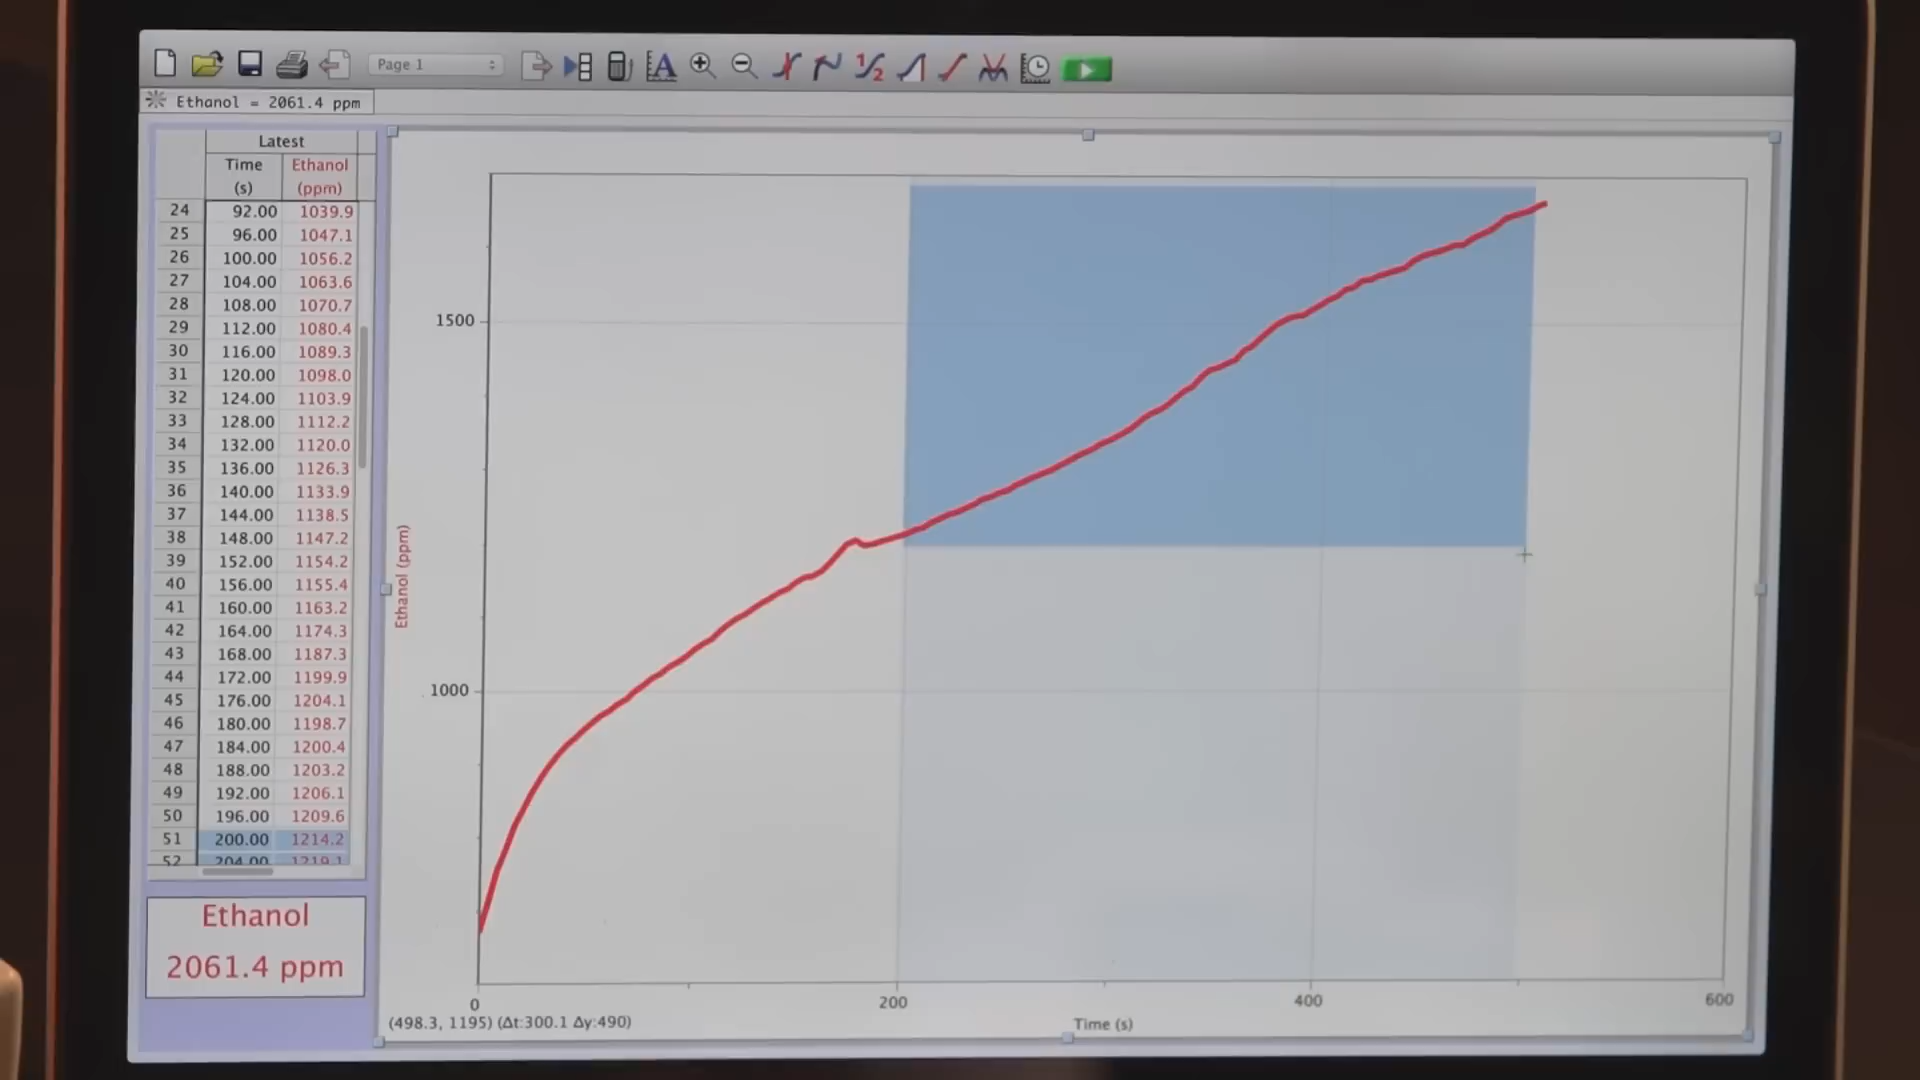 Page 1
Ethanol = 2061.4 ppm
Latest
Time Ethanol
(s) (ppm)
24 92.00 1039.9
25 96.00 1047.1
26 100.00 1056.2
27 104.00 1063.6
28 108.00 1070.7
29 112.00 1080.4
30 116.00 1089.3
31 120.00 1098.0
32 124.00 1103.9
33 128.00 1112.2
34 132.00 1120.0
35 136.00 1126.3
36 140.00 1133.9
37 144.00 1138.5
38 148.00 1147.2
39 152.00 1154.2
40 156.00 1155.4
41 160.00 1163.2
42 164.00 1174.3
43 168.00 1187.3
44 172.00 1199.9
45 176.00 1204.1
46 180.00 1198.7
47 184.00 1200.4
48 188.00 1203.2
49 192.00 1206.1
50 196.00 1209.6
51 200.00 1214.2
52 204.00 1219.1
Ethanol
2061.4 ppm
1500
1000
Ethanol (ppm)
0 200 400 600
(498.3, 1195) (Δt:300.1 Δy:490)
Time (s)
A
1/2